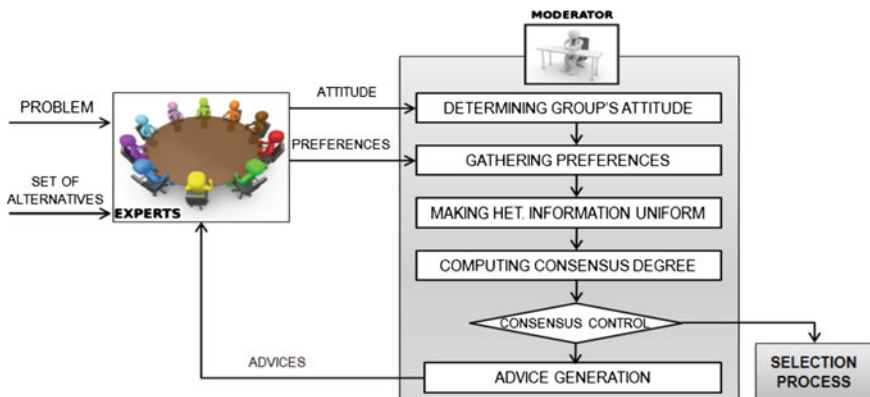 MODERATOR
PROBLEM
SET OF
ALTERNATIVES
EXPERTS
ATTITUDE
PREFERENCES
DETERMINING GROUP'S ATTITUDE
GATHERING PREFERENCES
MAKING HET. INFORMATION UNIFORM
COMPUTING CONSENSUS DEGREE
CONSENSUS CONTROL
ADVICES
ADVICE GENERATION
SELECTION
PROCESS